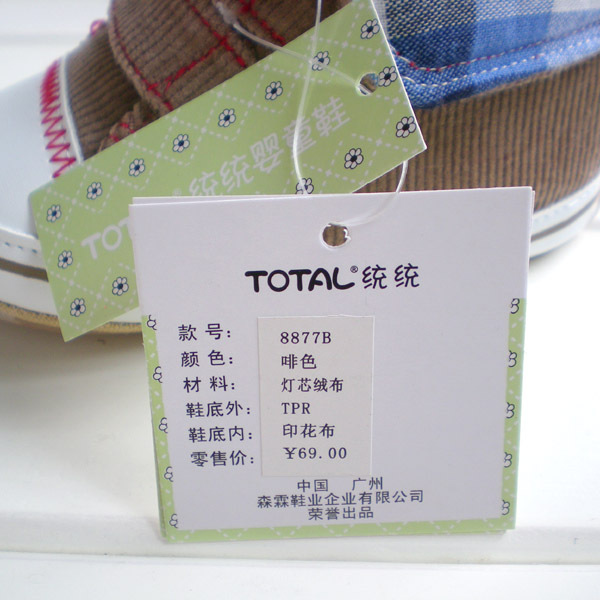 TOTAL®统统婴童鞋
TOTAL®统统
款号: 8877B
颜色: 啡色
材料: 灯芯绒布
鞋底外: TPR
鞋底内: 印花布
零售价: ¥69.00
中国 广州
森霖鞋业企业有限公司
荣誉出品